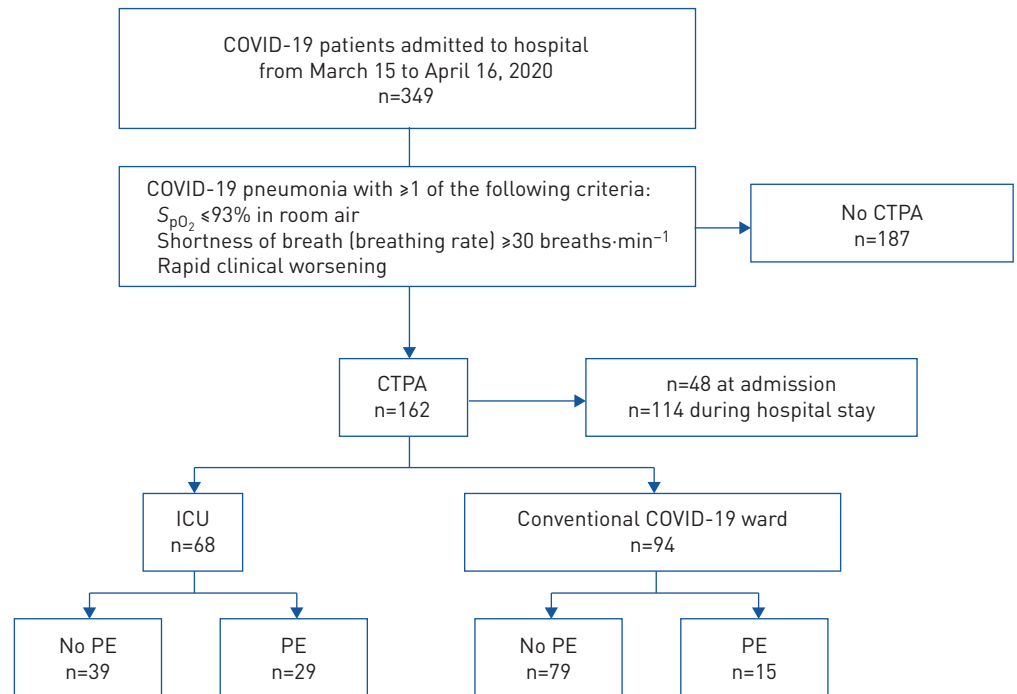 COVID-19 patients admitted to hospital
from March 15 to April 16, 2020
n=349
COVID-19 pneumonia with ≥1 of the following criteria:
SpO₂ ≤93% in room air
Shortness of breath (breathing rate) ≥30 breaths·min⁻¹
Rapid clinical worsening
No CTPA
n=187
CTPA
n=162
n=48 at admission
n=114 during hospital stay
ICU
n=68
Conventional COVID-19 ward
n=94
No PE
n=39
PE
n=29
No PE
n=79
PE
n=15